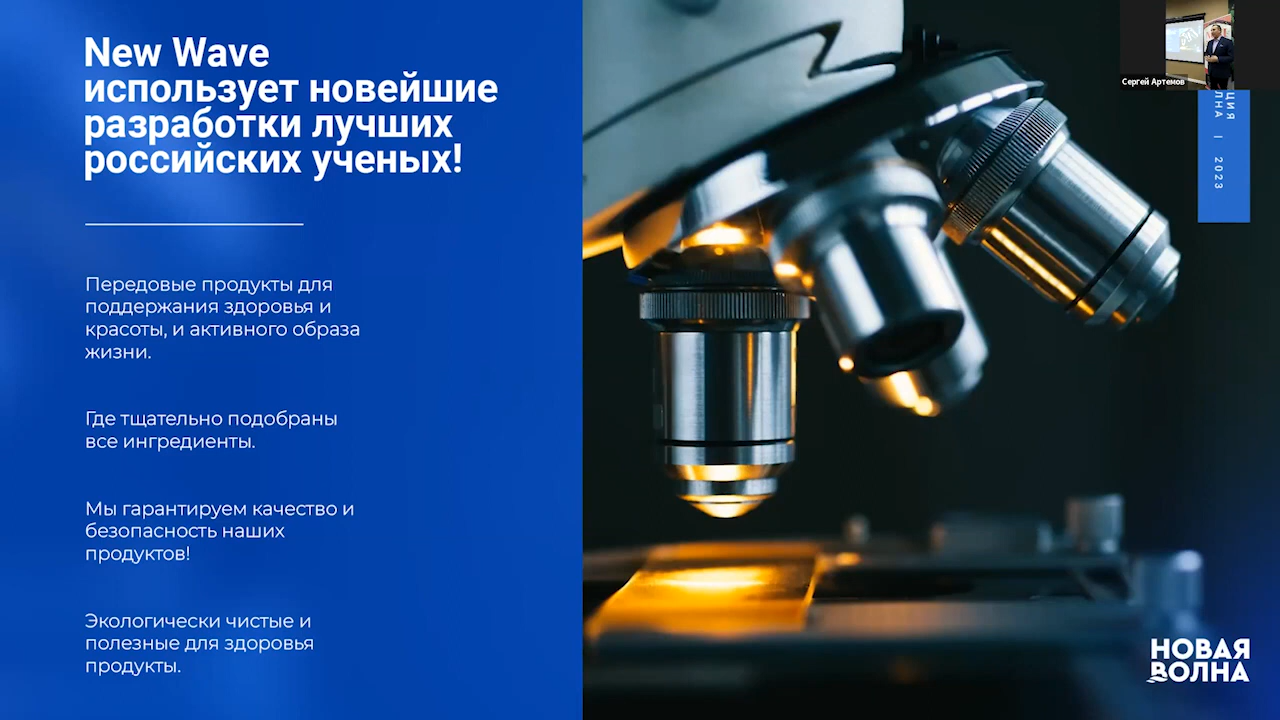 New Wave
использует новейшие
разработки лучших
российских ученых!
Передовые продукты для
поддержания здоровья и
красоты, и активного образа
жизни.
Где тщательно подобраны
все ингредиенты.
Мы гарантируем качество и
безопасность наших
продуктов!
Экологически чистые и
полезные для здоровья
продукты.
Сергей Артемов
2023
НОВАЯ
ВОЛНА